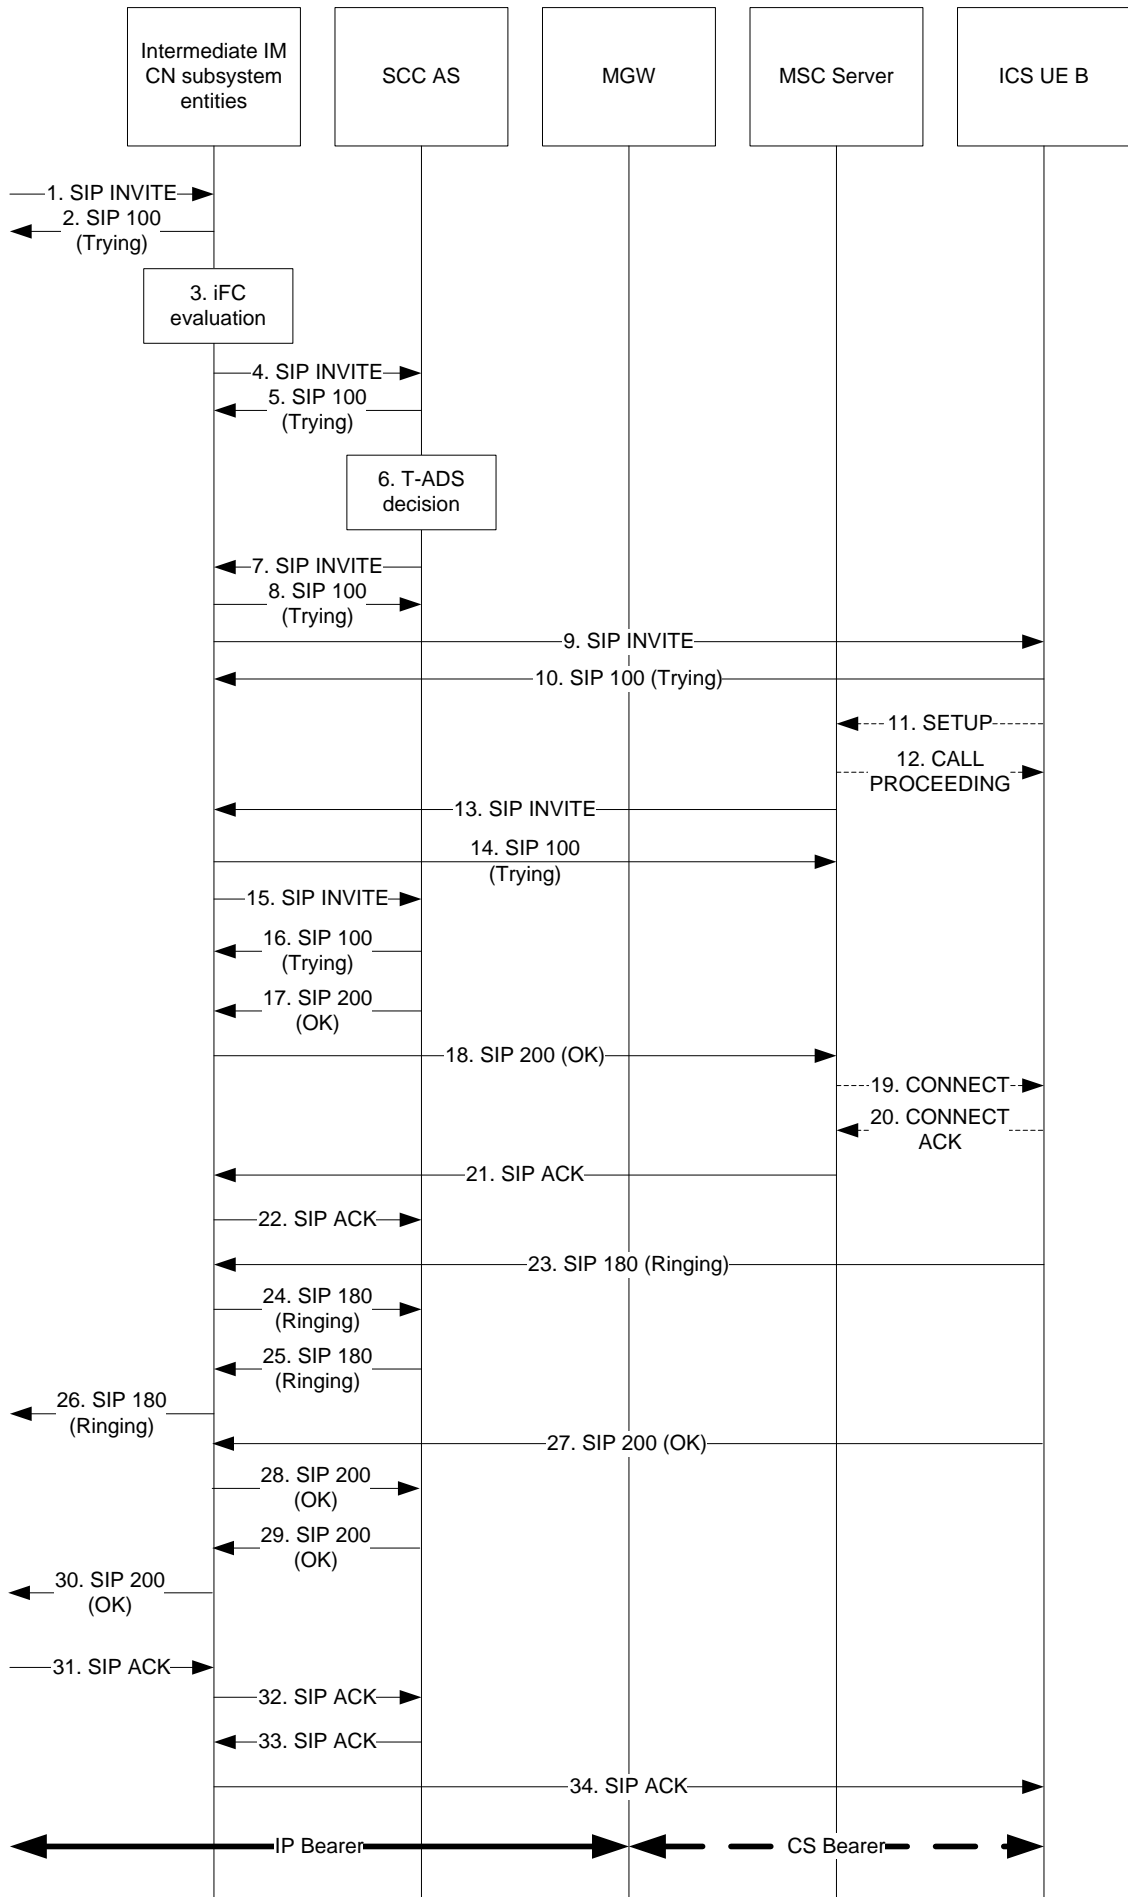 Intermediate IM
CN subsystem
entities
SCC AS
MGW
MSC Server
ICS UE B
1. SIP INVITE
2. SIP 100
(Trying)
3. iFC
evaluation
4. SIP INVITE
5. SIP 100
(Trying)
6. T-ADS
decision
7. SIP INVITE
8. SIP 100
(Trying)
9. SIP INVITE
10. SIP 100 (Trying)
11. SETUP
12. CALL
PROCEEDING
13. SIP INVITE
14. SIP 100
(Trying)
15. SIP INVITE
16. SIP 100
(Trying)
17. SIP 200
(OK)
18. SIP 200 (OK)
19. CONNECT
20. CONNECT
ACK
21. SIP ACK
22. SIP ACK
23. SIP 180 (Ringing)
24. SIP 180
(Ringing)
25. SIP 180
(Ringing)
26. SIP 180
(Ringing)
27. SIP 200 (OK)
28. SIP 200
(OK)
29. SIP 200
(OK)
30. SIP 200
(OK)
31. SIP ACK
32. SIP ACK
33. SIP ACK
34. SIP ACK
IP Bearer
CS Bearer